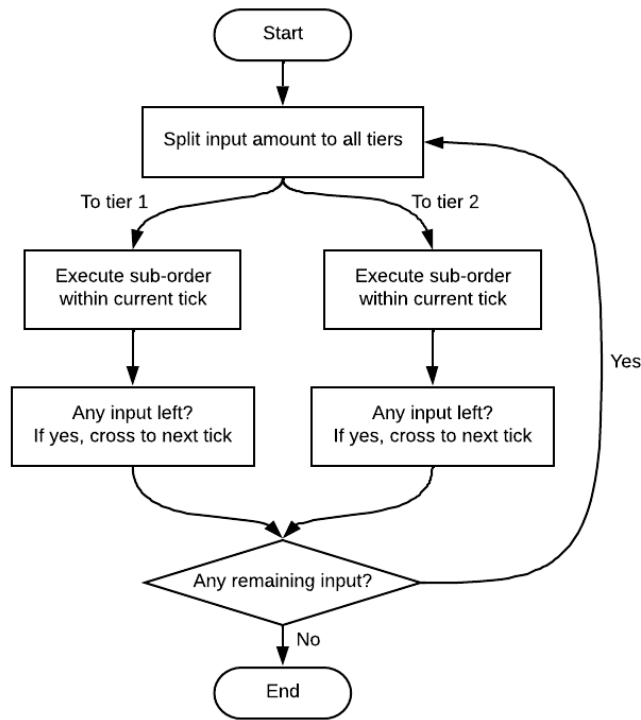 Start
Split input amount to all tiers
To tier 1
To tier 2
Execute sub-order
within current tick
Execute sub-order
within current tick
Any input left?
If yes, cross to next tick
Any input left?
If yes, cross to next tick
Yes
Any remaining input?
No
End